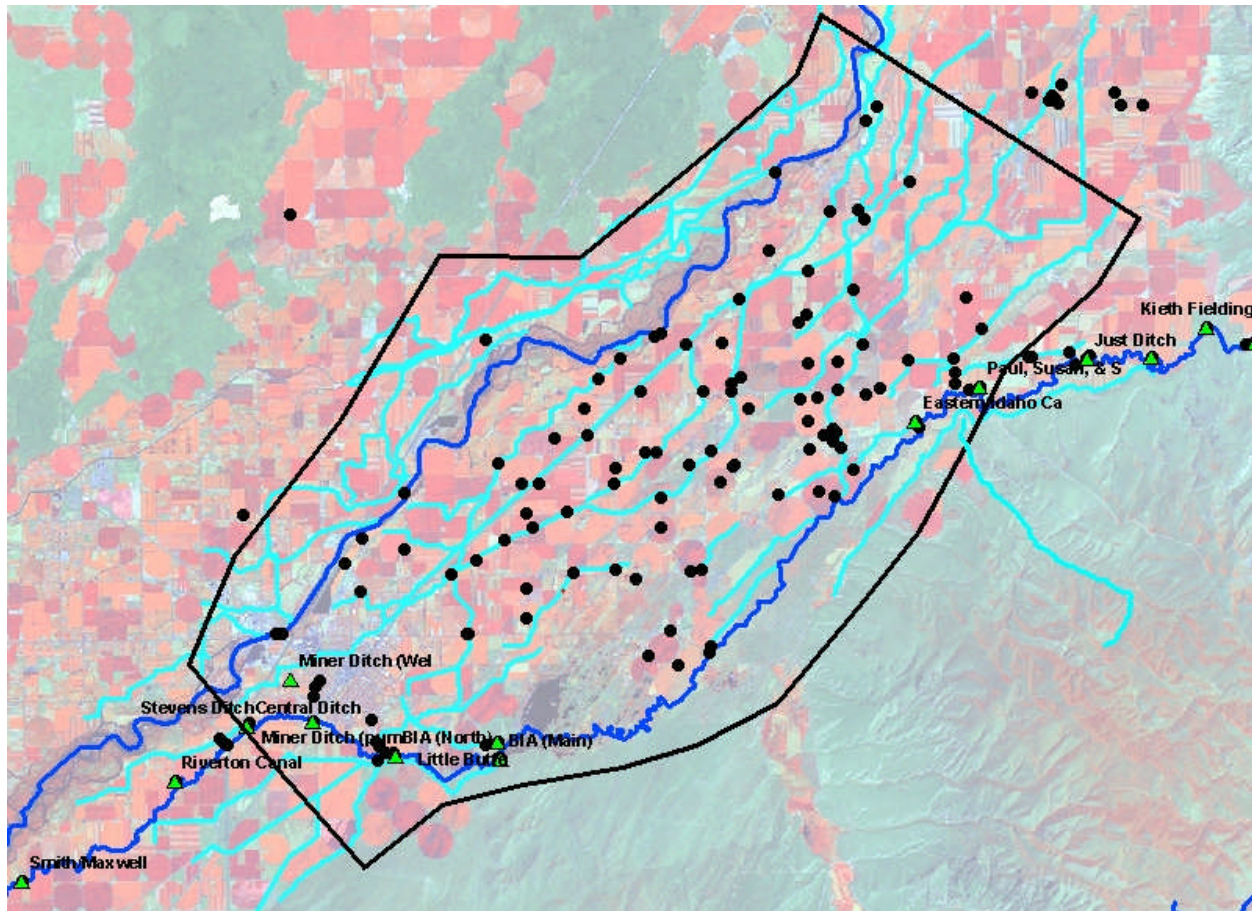 Kieth Fielding
Just Ditch
Paul, Susan, & S
Eastern Idaho Ca
Miner Ditch (Wel
Stevens Ditch
Central Ditch
Miner Ditch (pum
BIA (North)
BIA (Main)
Little Butte
Riverton Canal
Smith/Maxwell